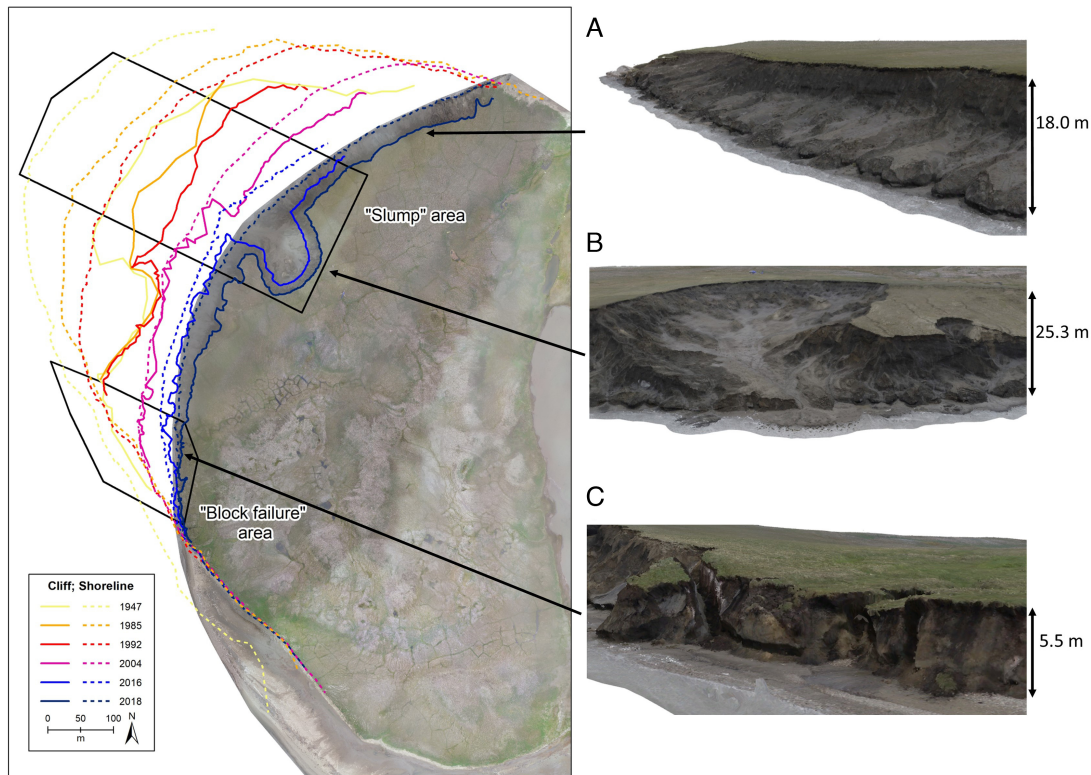 "Slump" area
"Block failure"
area
Cliff; Shoreline
1947
1985
1992
2004
2016
2018
0 50 100
m
N
A
18.0 m
B
25.3 m
C
5.5 m